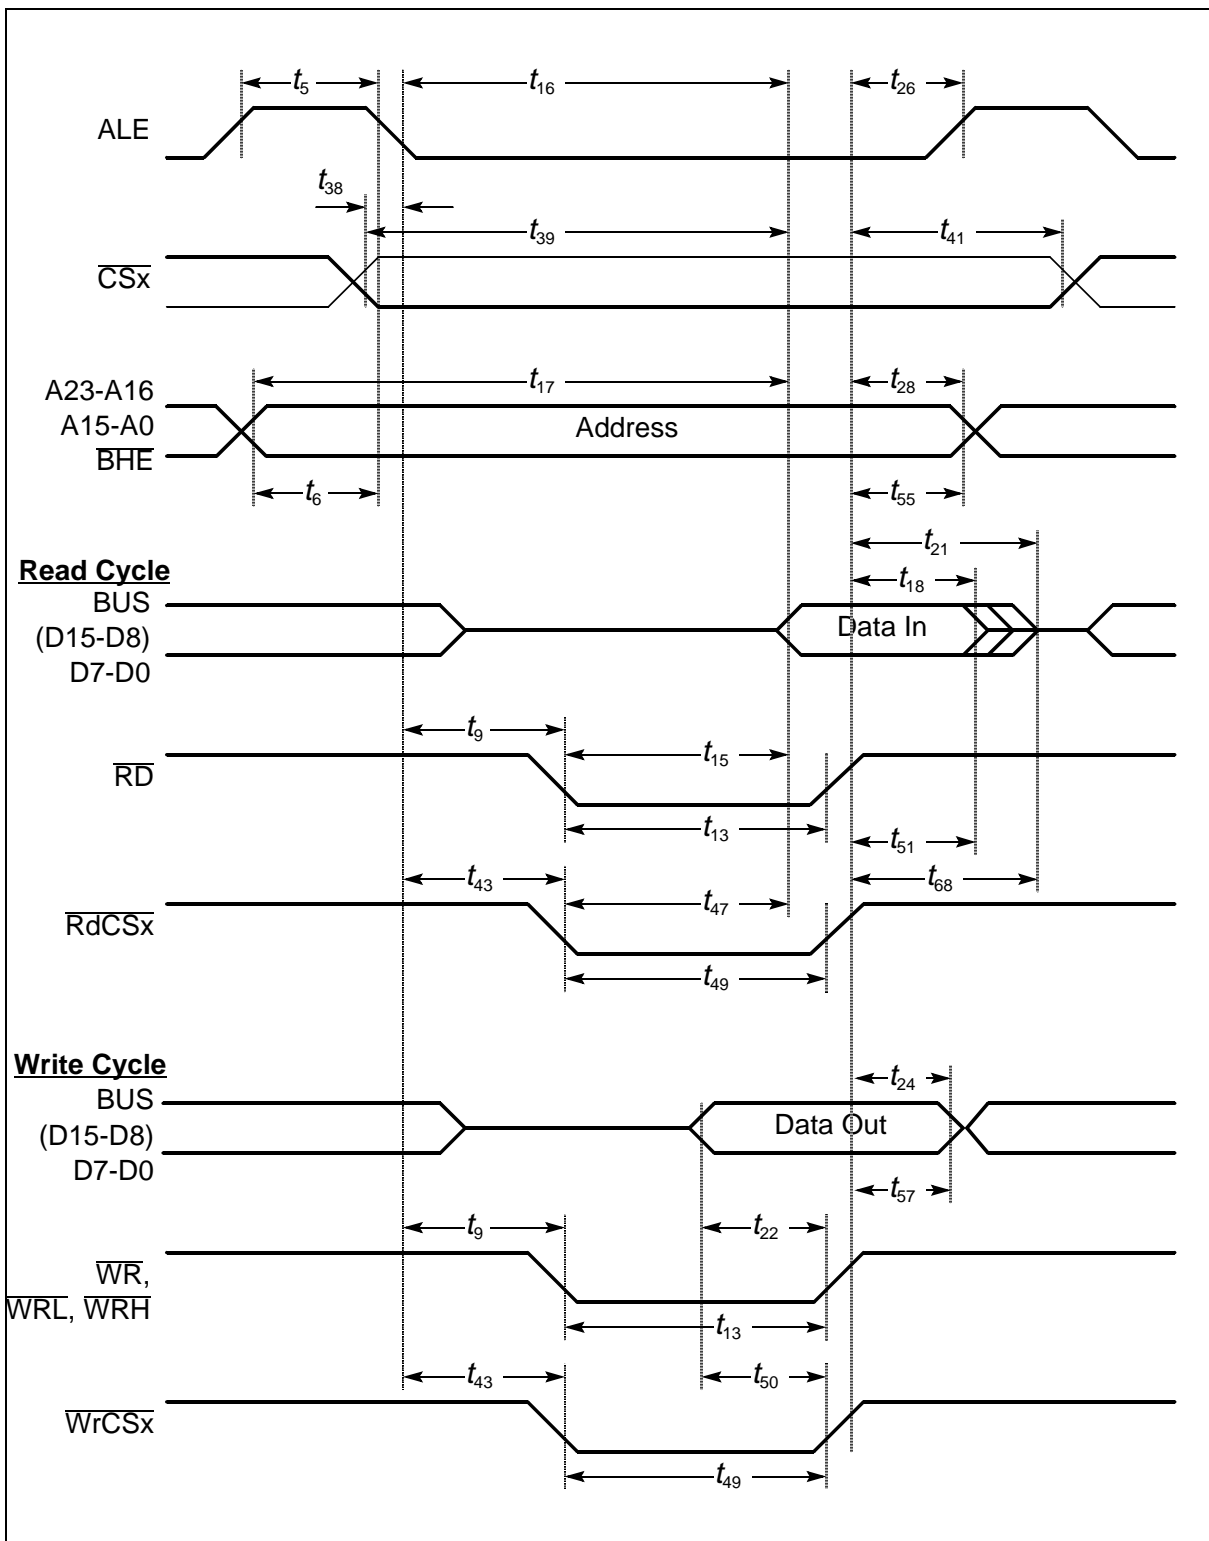 t5 t16 t26
ALE
t38
t39 t41
CSx
t17 t28
A23-A16
A15-A0
BHE
Address
t6 t55
t21
Read Cycle
t18
BUS
(D15-D8)
D7-D0
Data In
t9
t15
RD
t13 t51
t43 t68
t47
RdCSx
t49
Write Cycle
t24
BUS
(D15-D8)
D7-D0
Data Out
t57
t9 t22
WR,
WRL, WRH
t13
t43 t50
WrCSx
t49